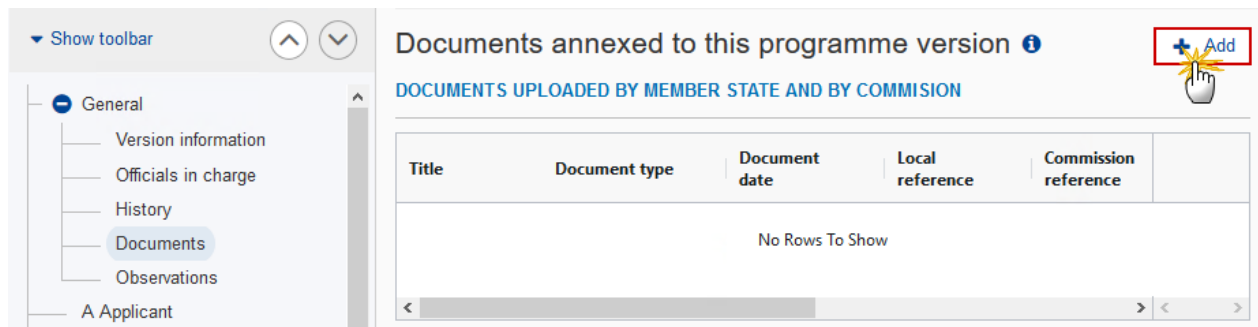 Show toolbar
General
Version information
Officials in charge
History
Documents
Observations
A Applicant
Documents annexed to this programme version
Add
DOCUMENTS UPLOADED BY MEMBER STATE AND BY COMMISION
Title Document type Document date Local reference Commission reference
No Rows To Show